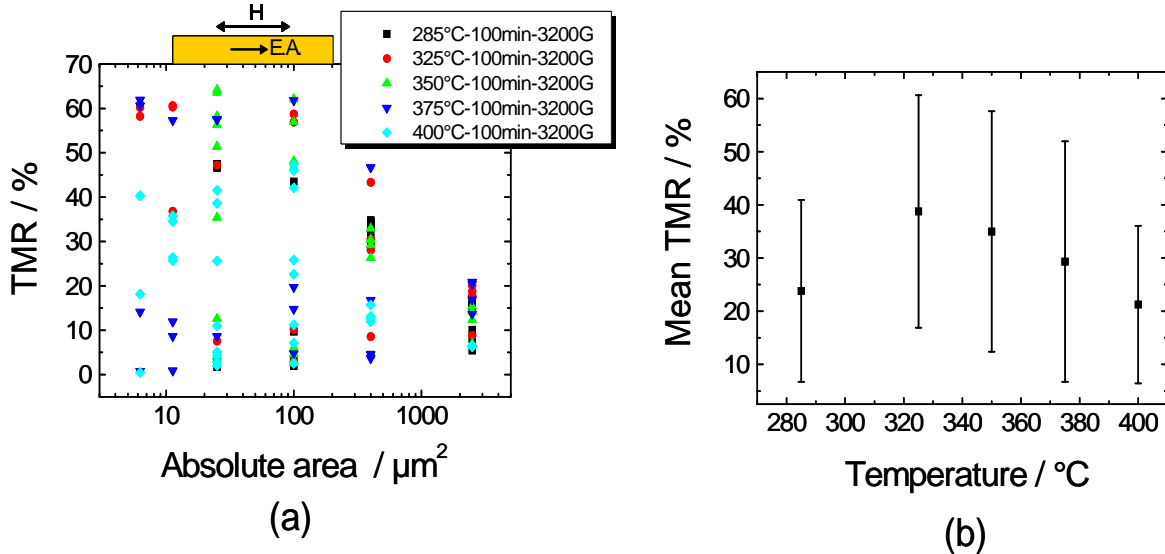 H
E.A.
285°C-100min-3200G
325°C-100min-3200G
350°C-100min-3200G
375°C-100min-3200G
400°C-100min-3200G
70
60
50
40
30
20
10
0
TMR / %
10
100
1000
Absolute area / µm²
(a)
60
50
40
30
20
10
Mean TMR / %
280
300
320
340
360
380
400
Temperature / °C
(b)